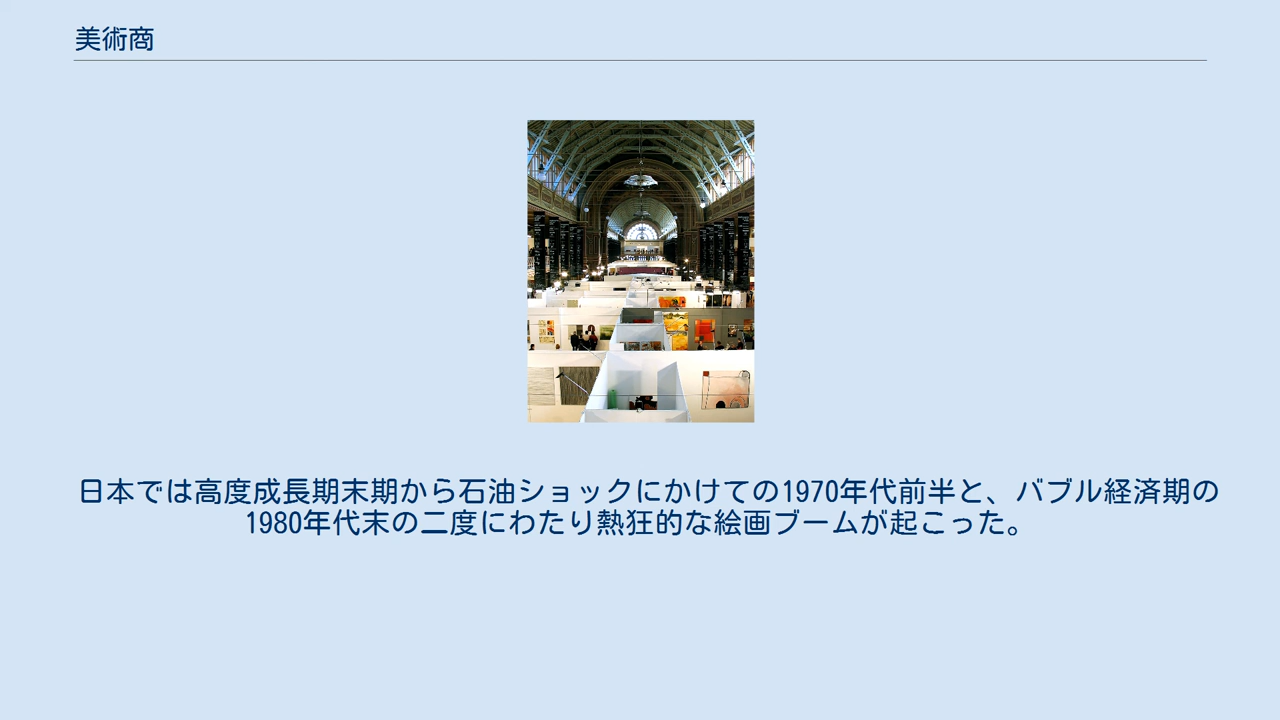 美術商
日本では高度成長期末期から石油ショックにかけての1970年代前半と、バブル経済期の
1980年代末の二度にわたり熱狂的な絵画ブームが起こった。